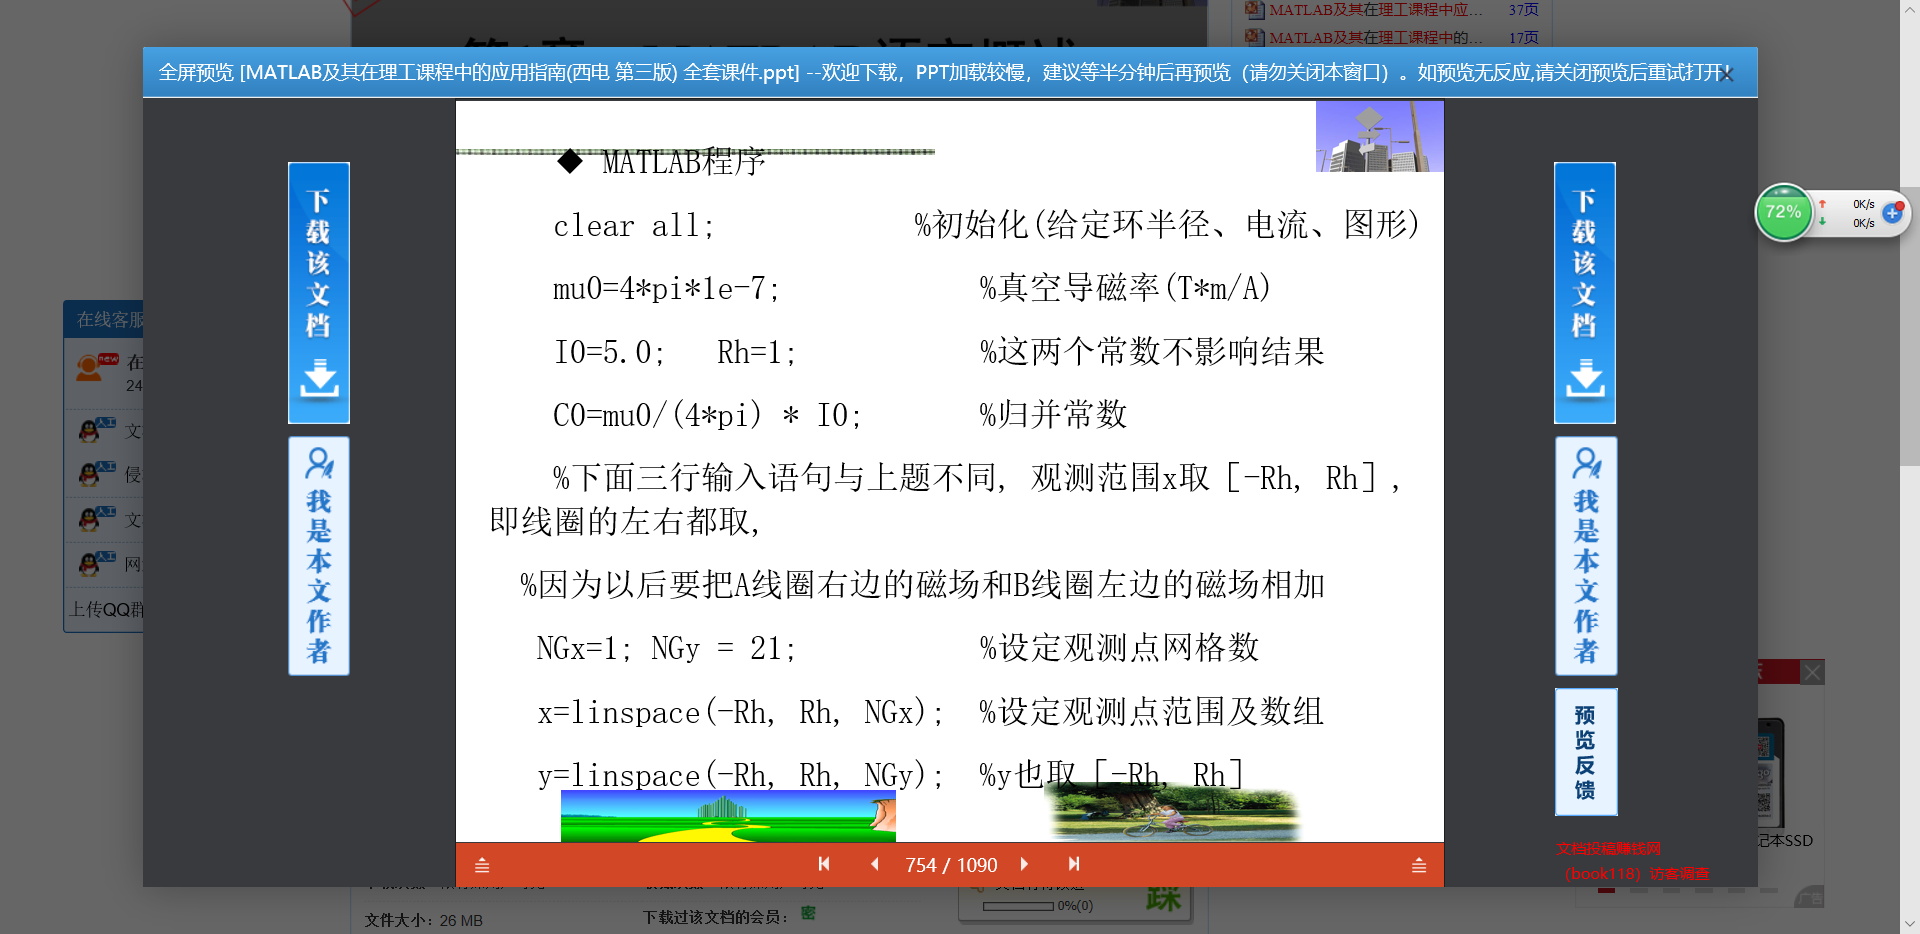 MATLAB及其在理工课程中应... 37页
MATLAB及其在理工课程中的... 17页
全屏预览 [MATLAB及其在理工课程中的应用指南(西电 第三版) 全套课件.ppt] --欢迎下载，PPT加载较慢，建议等半分钟后再预览（请勿关闭本窗口）。如预览无反应,请关闭预览后重试打开!
◆ MATLAB程序
clear all; %初始化(给定环半径、电流、图形)
mu0=4*pi*1e-7; %真空导磁率(T*m/A)
I0=5.0; Rh=1; %这两个常数不影响结果
C0=mu0/(4*pi) * I0; %归并常数
%下面三行输入语句与上题不同, 观测范围x取［-Rh, Rh］,
即线圈的左右都取,
%因为以后要把A线圈右边的磁场和B线圈左边的磁场相加
NGx=1; NGy = 21; %设定观测点网格数
x=linspace(-Rh, Rh, NGx); %设定观测点范围及数组
y=linspace(-Rh, Rh, NGy); %y也取［-Rh, Rh］
754 / 1090
下载该文档
我是本文作者
下载该文档
我是本文作者
预览反馈
文档投稿赚钱网
（book118）访客调查
72%
0K/s
0K/s
在线客服
new
在
24
人工
文
人工
侵
人工
文
人工
网
上传QQ群
记本SSD
广告
文件大小：26 MB
下载过该文档的会员：密
0%(0)
踩